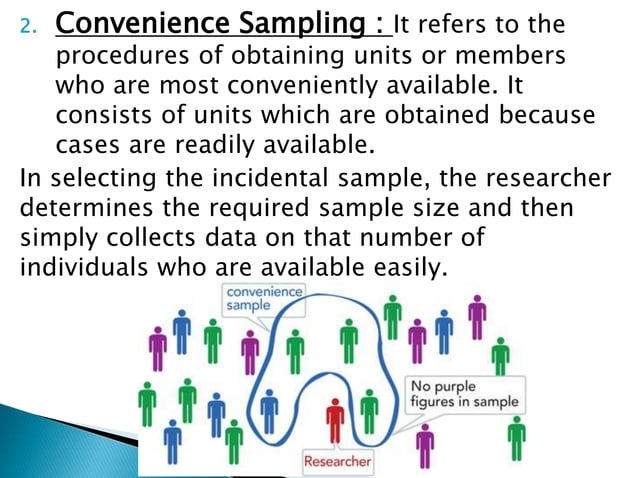 2. Convenience Sampling : It refers to the
procedures of obtaining units or members
who are most conveniently available. It
consists of units which are obtained because
cases are readily available.
In selecting the incidental sample, the researcher
determines the required sample size and then
simply collects data on that number of
individuals who are available easily.
convenience
sample
No purple
figures in sample
Researcher